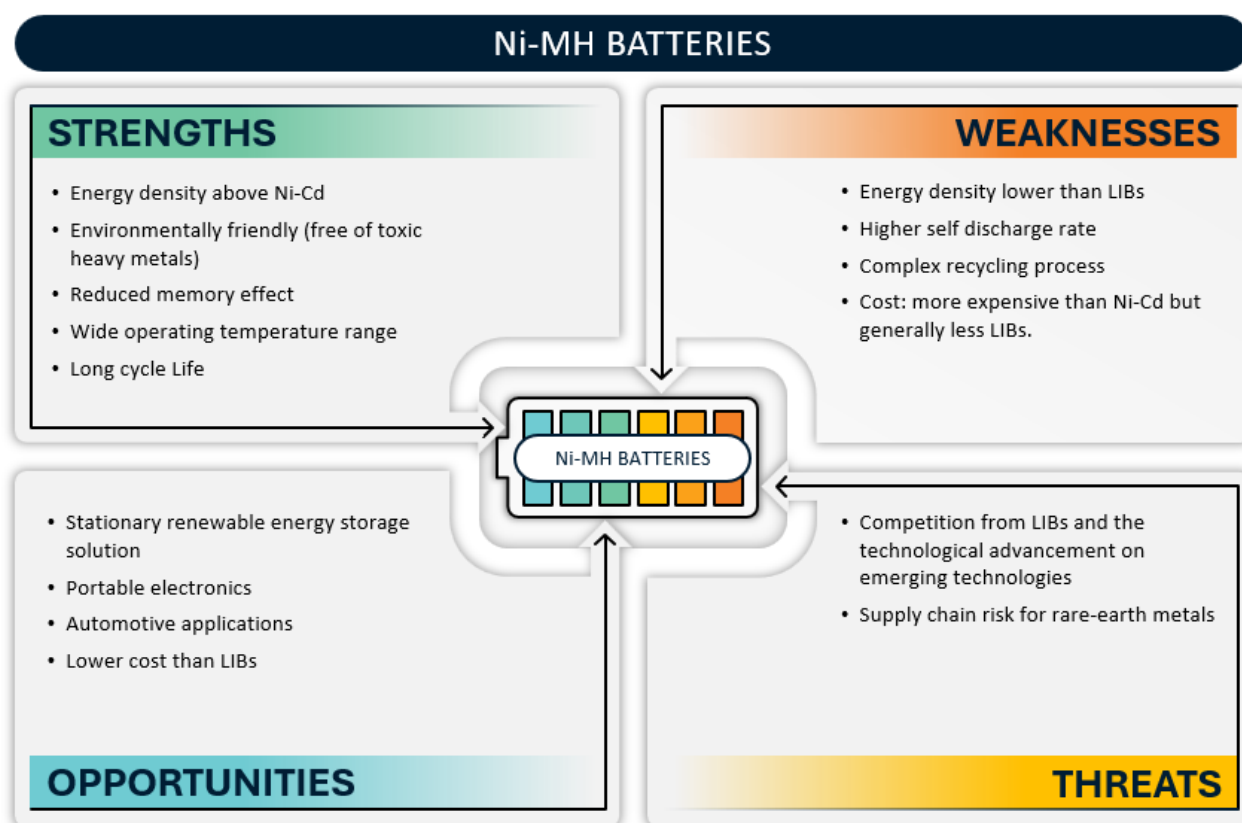 Ni-MH BATTERIES
STRENGTHS
• Energy density above Ni-Cd
• Environmentally friendly (free of toxic
heavy metals)
• Reduced memory effect
• Wide operating temperature range
• Long cycle Life
WEAKNESSES
• Energy density lower than LIBs
• Higher self discharge rate
• Complex recycling process
• Cost: more expensive than Ni-Cd but
generally less LIBs.
Ni-MH BATTERIES
• Stationary renewable energy storage
solution
• Portable electronics
• Automotive applications
• Lower cost than LIBs
OPPORTUNITIES
• Competition from LIBs and the
technological advancement on
emerging technologies
• Supply chain risk for rare-earth metals
THREATS